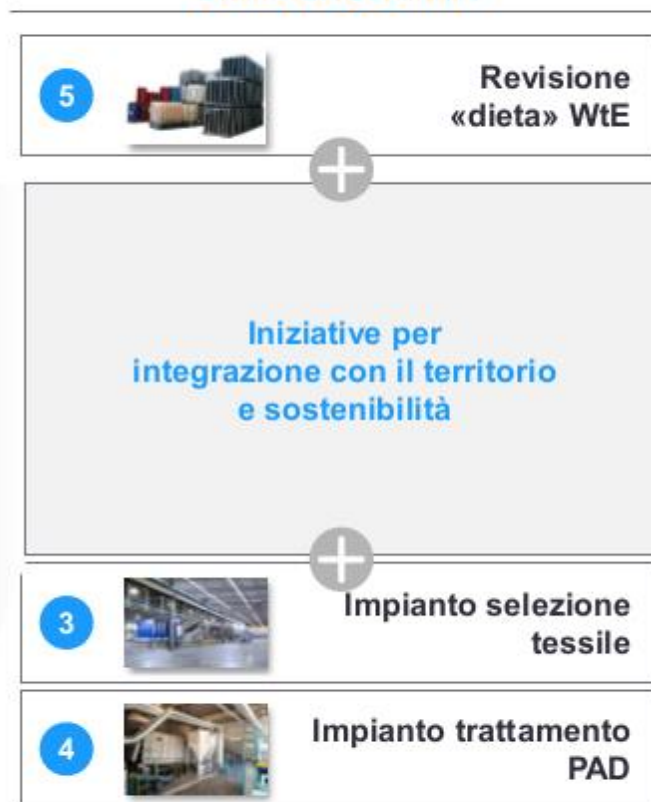 5
Revisione
«dieta» WtE
Iniziative per
integrazione con il territorio
e sostenibilità
3
Impianto selezione
tessile
4
Impianto trattamento
PAD